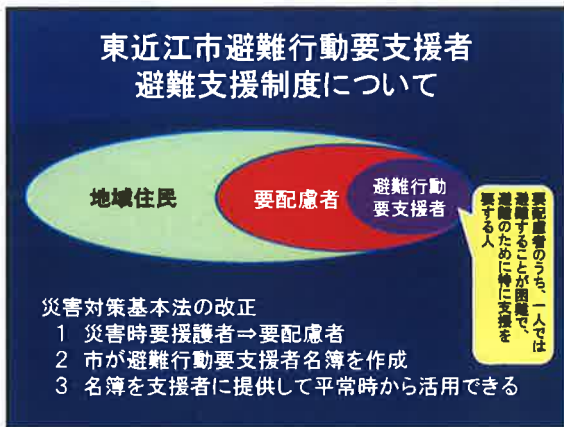 東近江市避難行動要支援者
避難支援制度について
地域住民
要配慮者
避難行動
要支援者
要配慮者のうち、一人では
避難することが困難で、
避難のために特に支援を
要する人
災害対策基本法の改正
1 災害時要援護者⇒要配慮者
2 市が避難行動要支援者名簿を作成
3 名簿を支援者に提供して平常時から活用できる